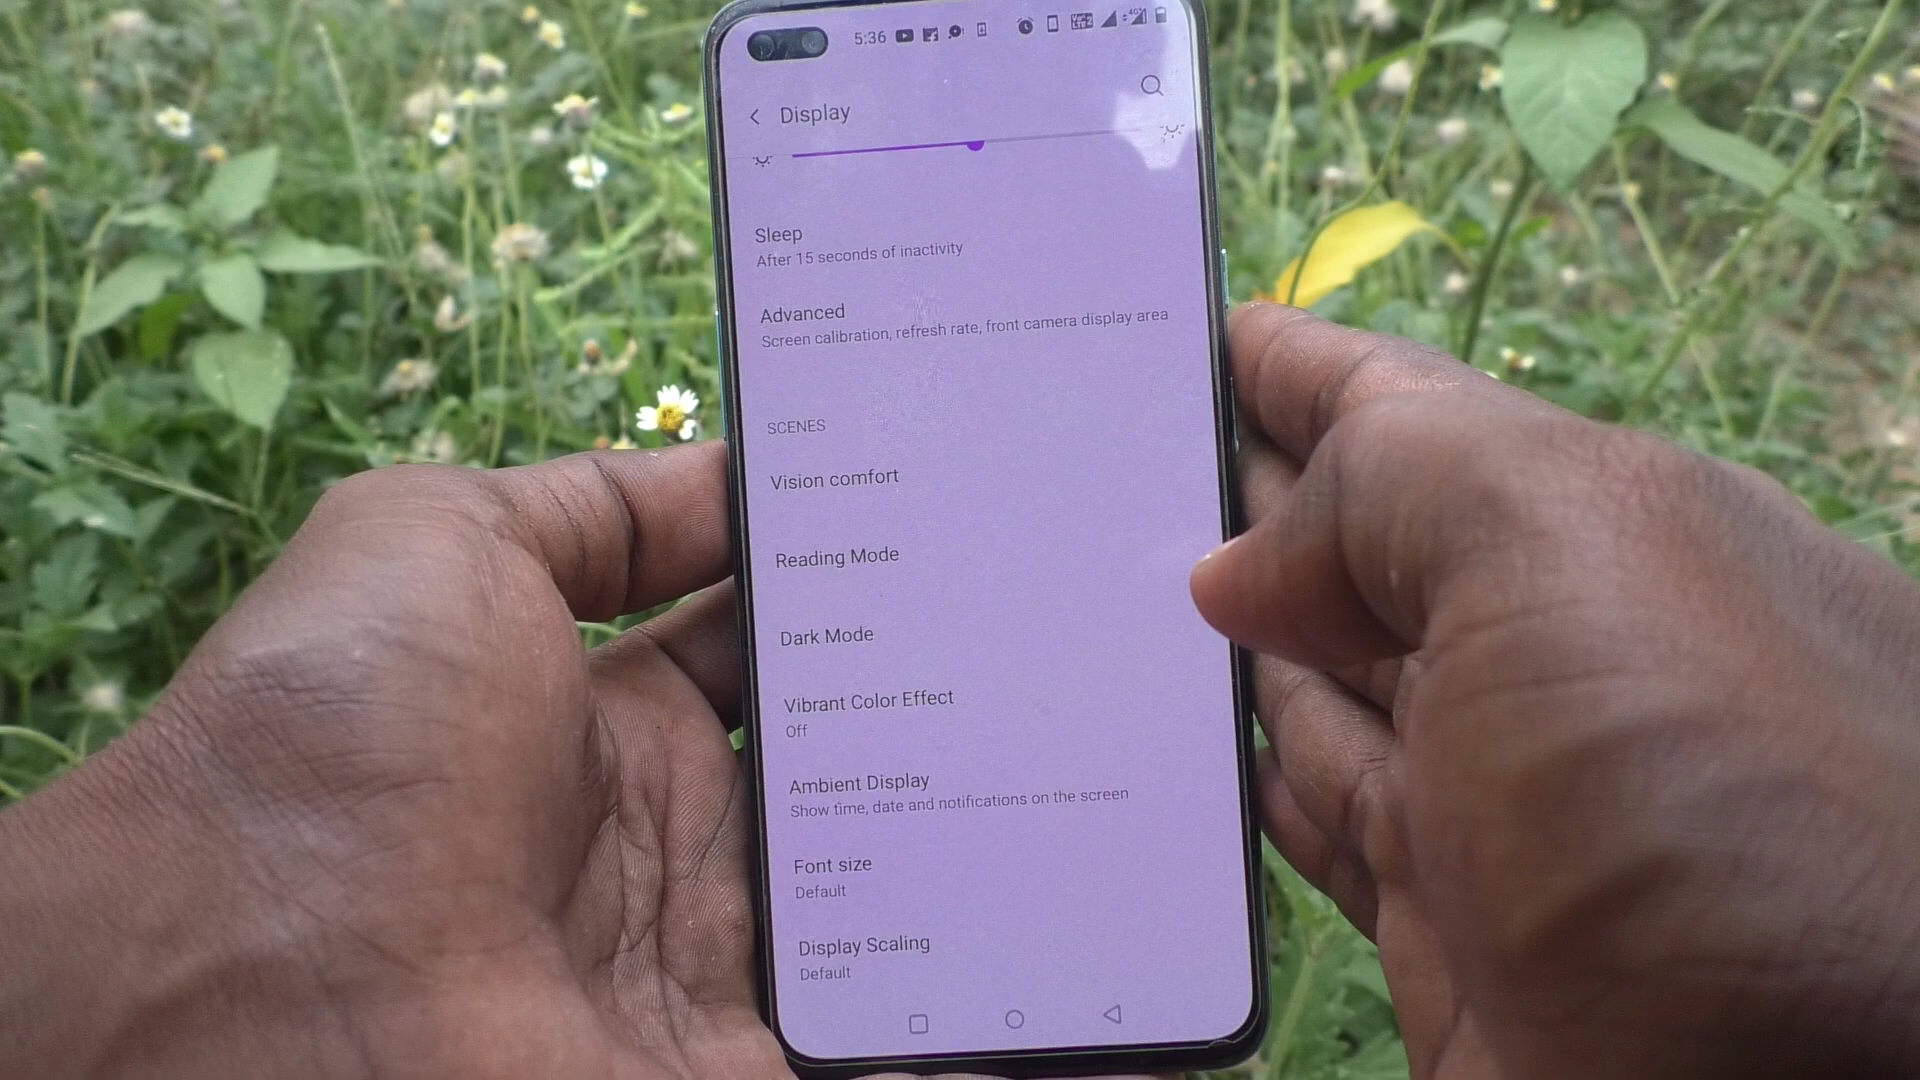 5:36
Display
Sleep
After 15 seconds of inactivity
Advanced
Screen calibration, refresh rate, front camera display area
SCENES
Vision comfort
Reading Mode
Dark Mode
Vibrant Color Effect
Off
Ambient Display
Show time, date and notifications on the screen
Font size
Default
Display Scaling
Default